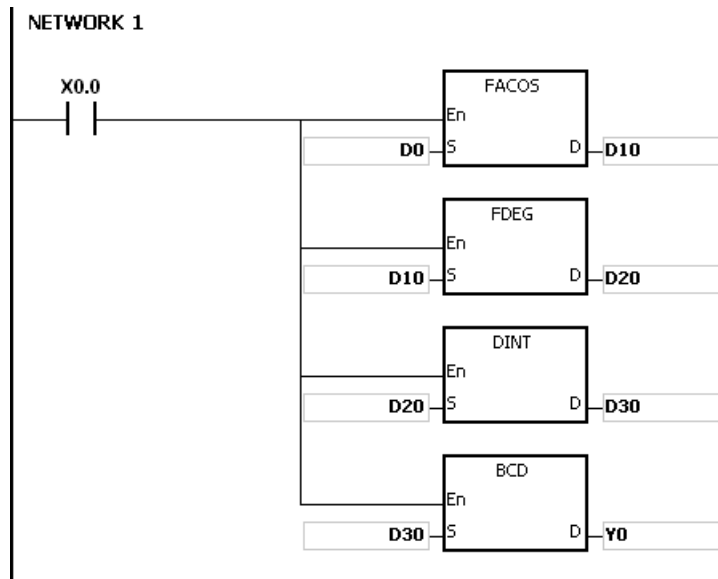 NETWORK 1
X0.0
FACOS
En
D0 S D D10
FDEG
En
D10 S D D20
DINT
En
D20 S D D30
BCD
En
D30 S D Y0